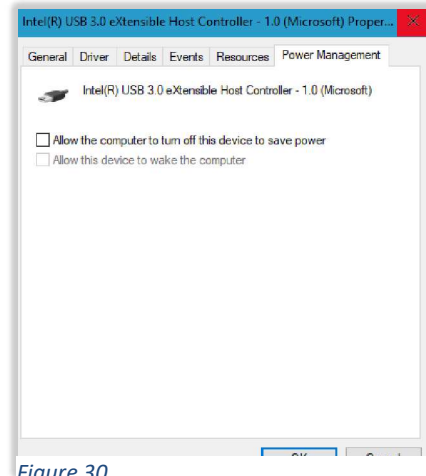 Intel(R) USB 3.0 eXtensible Host Controller - 1.0 (Microsoft) Proper...
General Driver Details Events Resources Power Management
Intel(R) USB 3.0 eXtensible Host Controller - 1.0 (Microsoft)
Allow the computer to turn off this device to save power
Allow this device to wake the computer
Figure 30